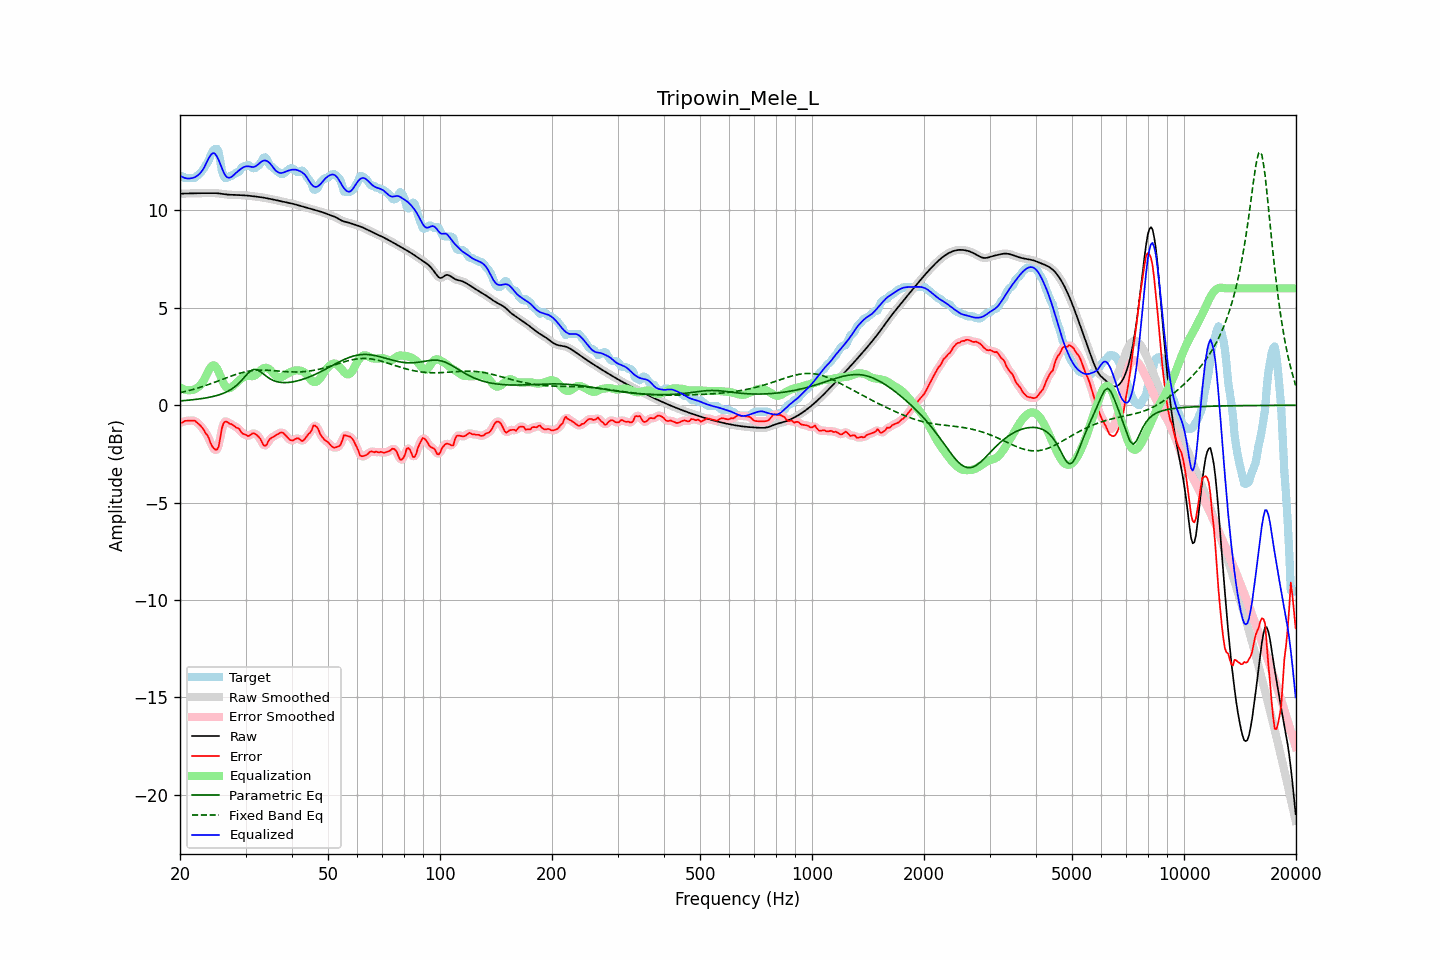 Tripowin_Mele_L
Amplitude (dBr)
10
5
0
−5
−10
−15
−20
Target
Raw Smoothed
Error Smoothed
Raw
Error
Equalization
Parametric Eq
Fixed Band Eq
Equalized
20 50 100 200 500 1000 2000 5000 10000 20000
Frequency (Hz)